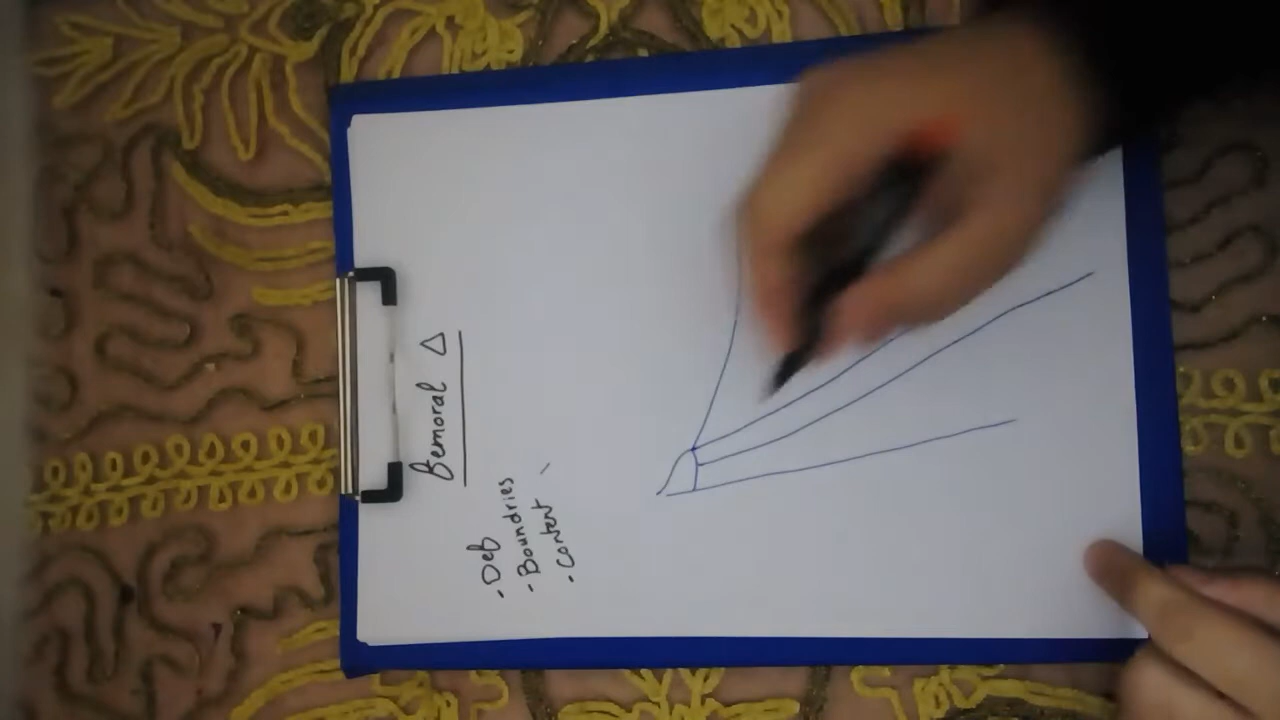 Femoral Δ
- Def
- Boundries
- Content